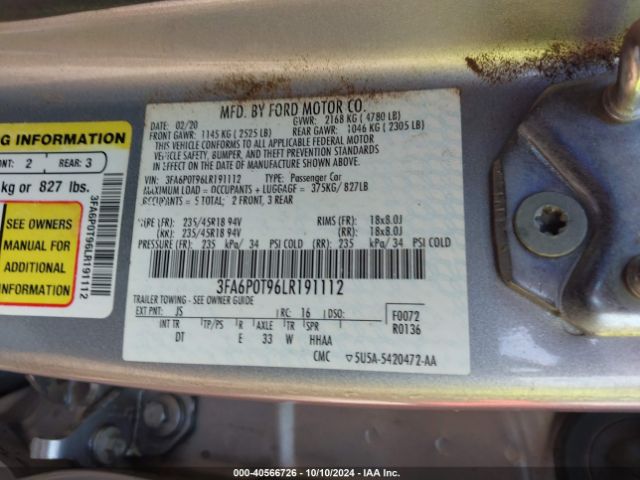 MFD. BY FORD MOTOR CO.
DATE: 02/20 GVWR: 2168 KG ( 4780 LB)
FRONT GAWR: 1145 KG ( 2525 LB) REAR GAWR: 1046 KG ( 2305 LB)
THIS VEHICLE CONFORMS TO ALL APPLICABLE FEDERAL MOTOR
VEHICLE SAFETY, BUMPER, AND THEFT PREVENTION STANDARDS
IN EFFECT ON THE DATE OF MANUFACTURE SHOWN ABOVE.
VIN: 3FA6P0T96LR191112 TYPE: Passenger Car
MAXIMUM LOAD = OCCUPANTS + LUGGAGE = 375KG/ 827LB
OCCUPANTS = 5 TOTAL: 2 FRONT, 3 REAR
TIRE (FR): 235/45R18 94V RIMS (FR): 18x8.0J
(RR): 235/45R18 94V (RR): 18x8.0J
PRESSURE (FR): 235 kPa/ 34 PSI COLD (RR): 235 kPa/ 34 PSI COLD
3FA6P0T96LR191112
TRAILER TOWING - SEE OWNER GUIDE
EXT PNT: JS RC: 16 DSO: F0072
R0136
INT TR TP/PS R AXLE TR SPR
DT E 33 W HHAA
CMC 5U5A-5420472-AA
NG INFORMATION
ONT: 2 REAR: 3
kg or 827 lbs.
SEE OWNERS
MANUAL FOR
ADDITIONAL
INFORMATION
3FA6P0T96LR191112
000-40566726 - 10/10/2024 - IAA Inc.